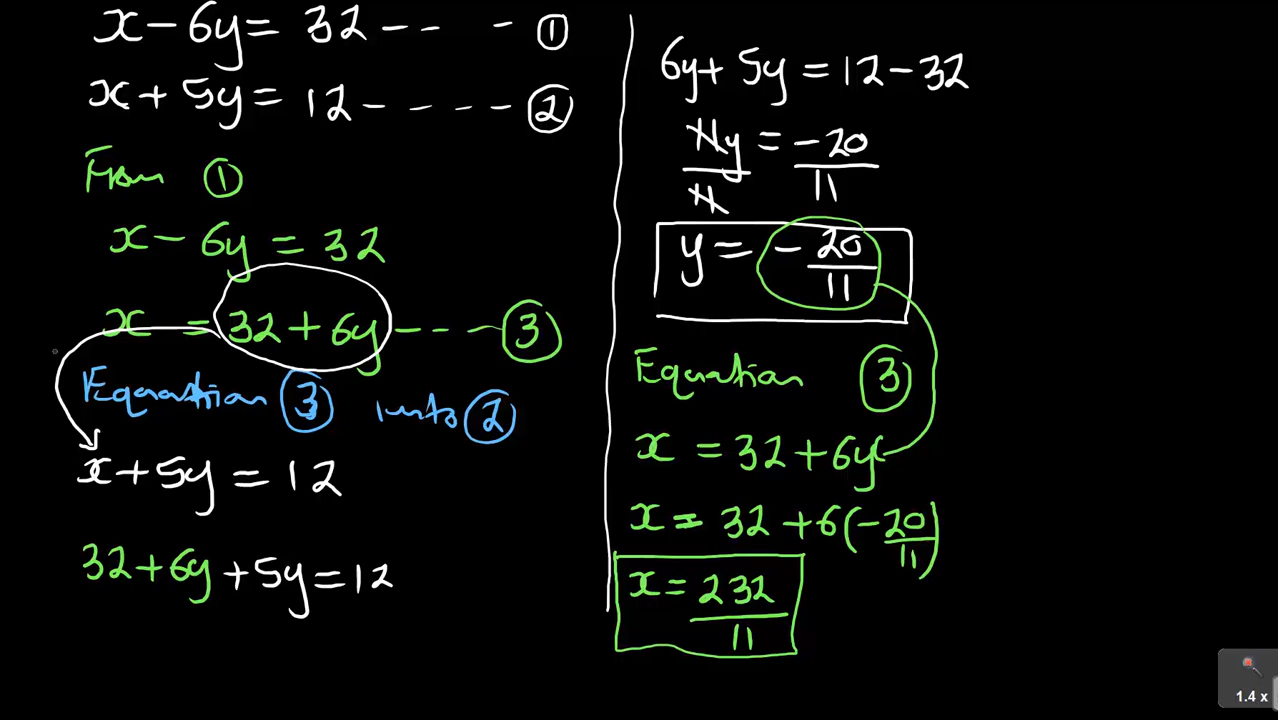 x - 6y = 32 - - - ①
x + 5y = 12 - - - - - ②
From ①
x - 6y = 32
x = 32 + 6y - - - ③
Equation ③ into ②
x + 5y = 12
32 + 6y + 5y = 12
6y + 5y = 12 - 32
11y/11 = -20/11
y = -20/11
Equation ③
x = 32 + 6y
x = 32 + 6(-20/11)
x = 232/11
1.4 x